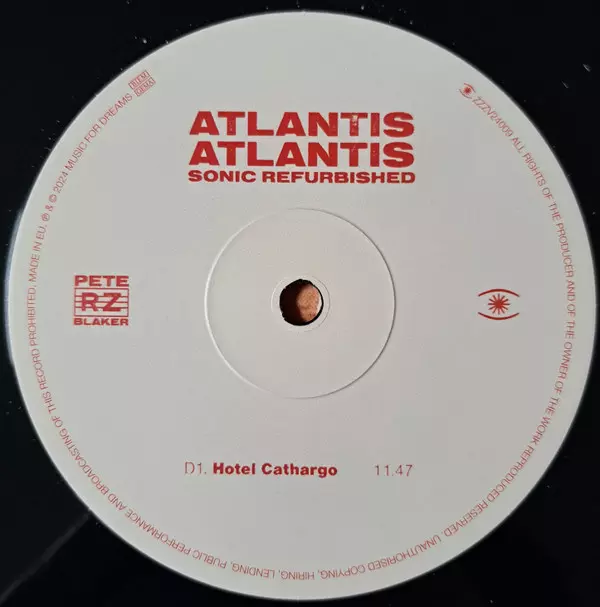 ATLANTIS
ATLANTIS
SONIC REFURBISHED
PETE
RZ
BLAKER
D1. Hotel Cathargo 11.47
ZZZV24009 ALL RIGHTS OF THE PRODUCER AND OF THE OWNER OF THE WORK REPRODUCED RESERVED. UNAUTHORISED COPYING, HIRING, LENDING, PUBLIC PERFORMANCE AND BROADCASTING OF THIS RECORD PROHIBITED. MADE IN EU. ℗ & © 2024 MUSIC FOR DREAMS
BIEM